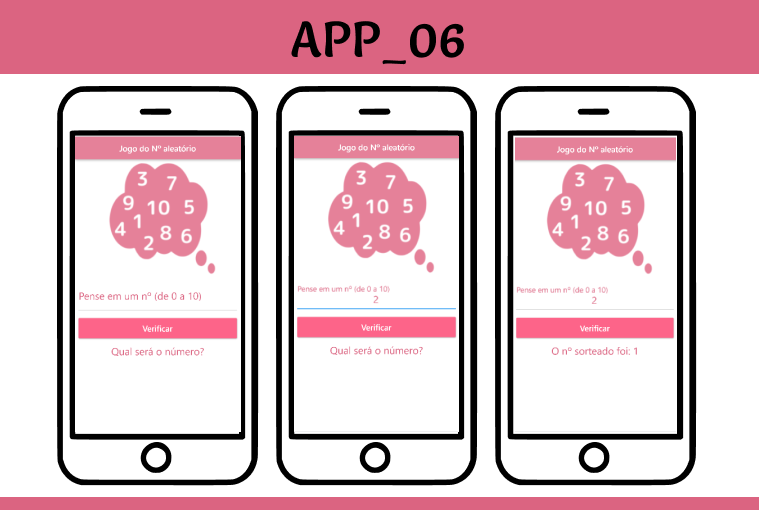 APP_06
Jogo do Nº aleatório
3 7
9 10 5
4 1 8 6
2
Pense em um nº (de 0 a 10)
Verificar
Qual será o número?
Jogo do Nº aleatório
3 7
9 10 5
4 1 8 6
2
Pense em um nº (de 0 a 10)
2
Verificar
Qual será o número?
Jogo do Nº aleatório
3 7
9 10 5
4 1 8 6
2
Pense em um nº (de 0 a 10)
2
Verificar
O nº sorteado foi: 1